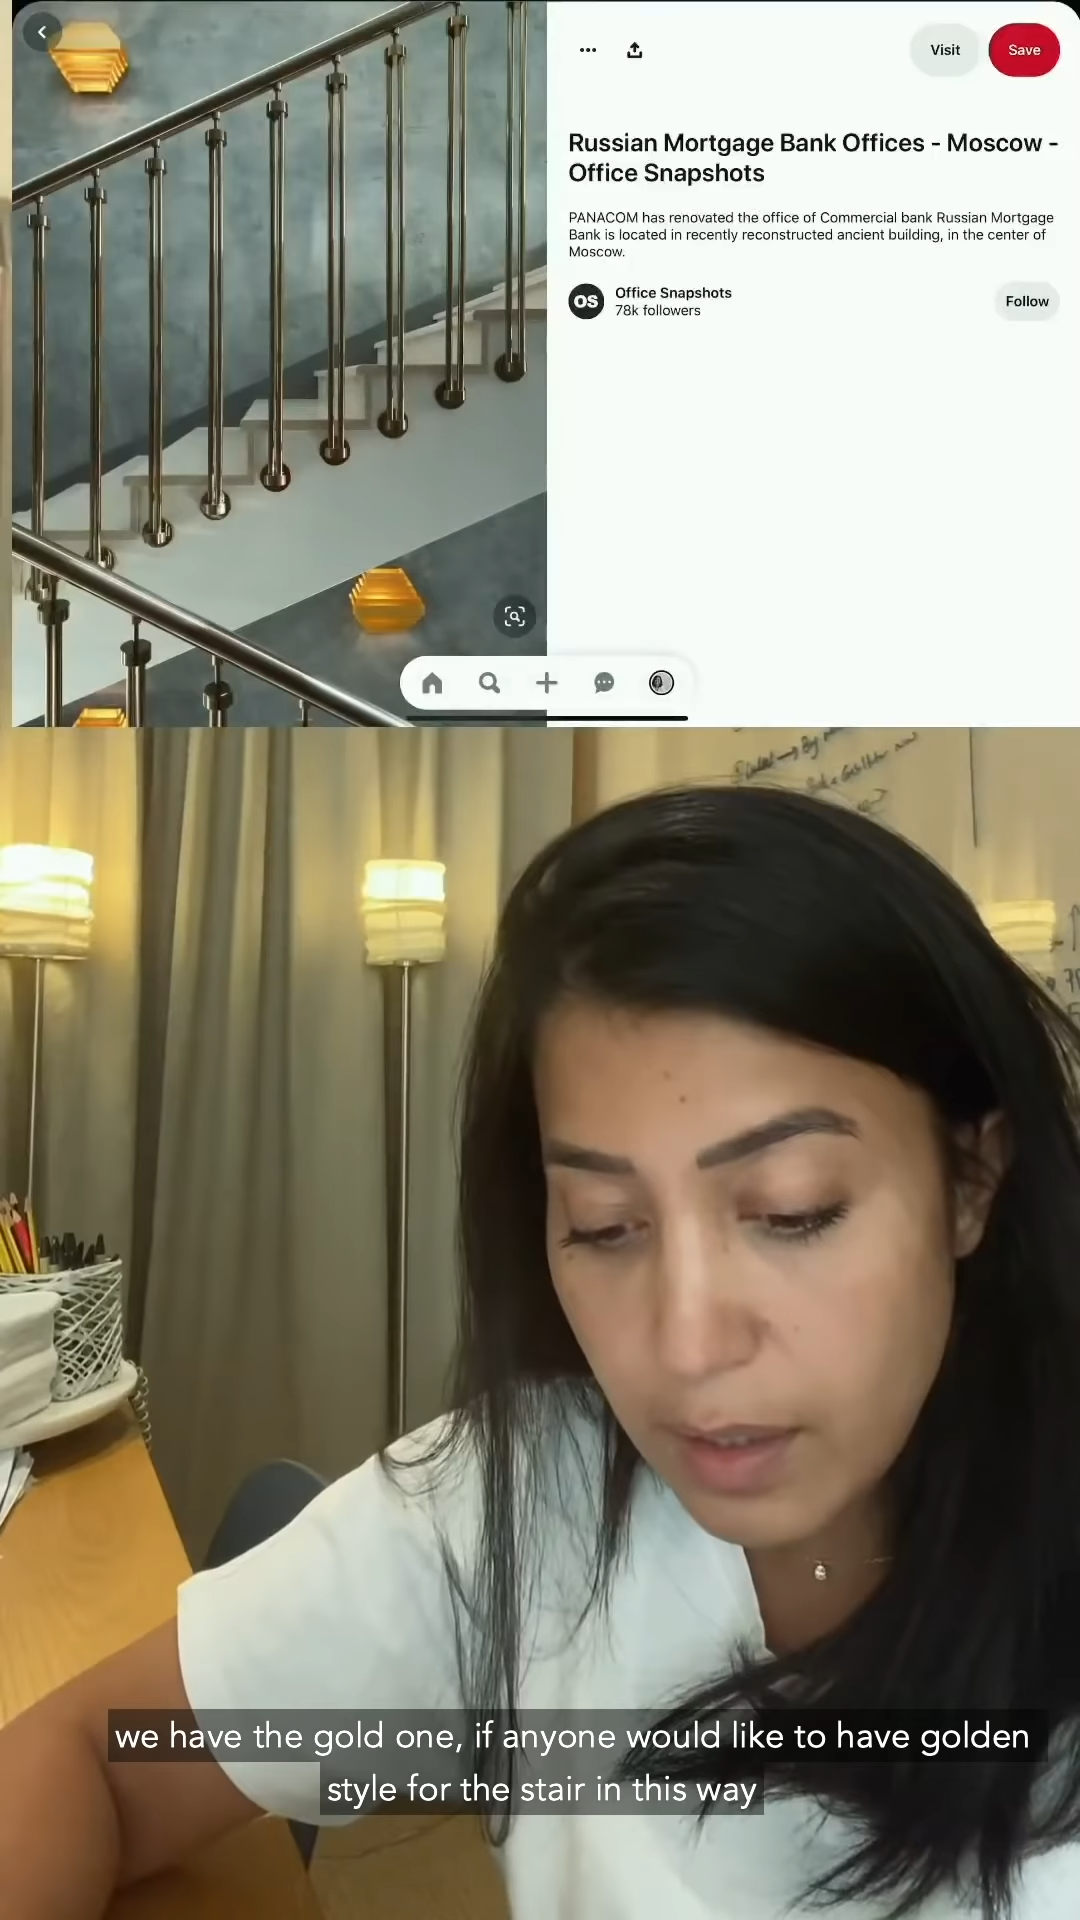 Visit
Save
Russian Mortgage Bank Offices - Moscow -
Office Snapshots
PANACOM has renovated the office of Commercial bank Russian Mortgage
Bank is located in recently reconstructed ancient building, in the center of
Moscow.
OS
Office Snapshots
78k followers
Follow
we have the gold one, if anyone would like to have golden
style for the stair in this way